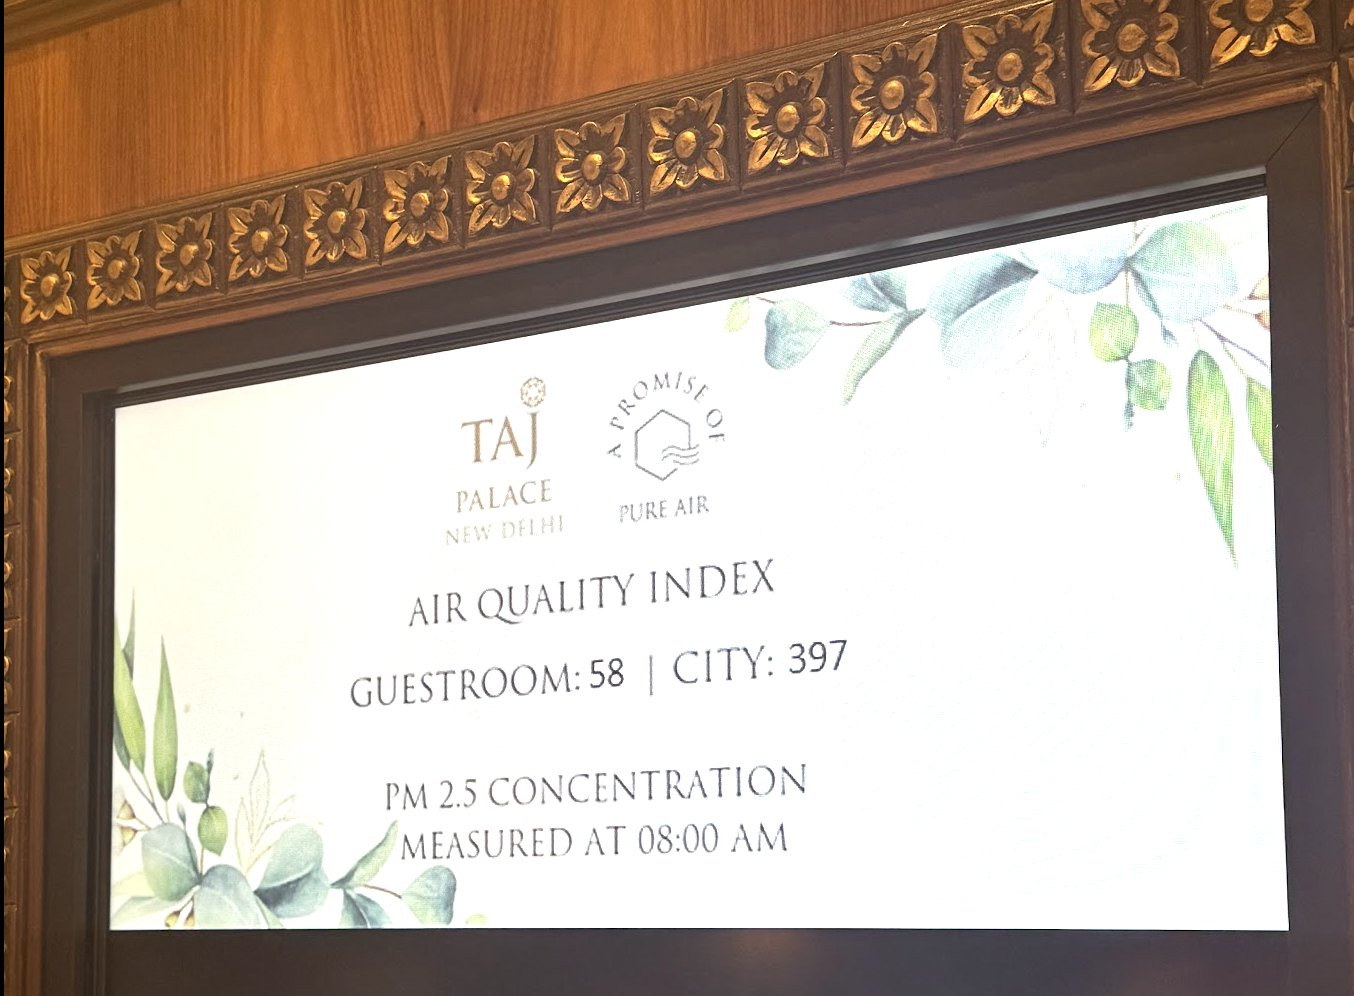 TAJ
PALACE
NEW DELHI
A PROMISE OF
PURE AIR
AIR QUALITY INDEX
GUESTROOM: 58 | CITY: 397
PM 2.5 CONCENTRATION
MEASURED AT 08:00 AM